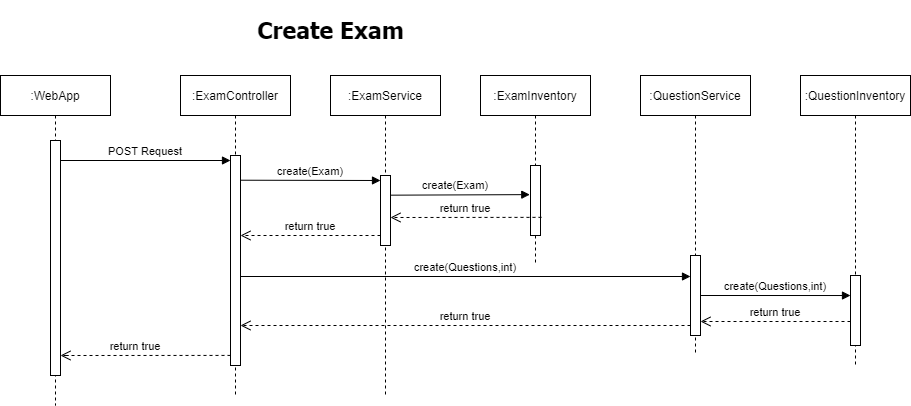 Create Exam
:WebApp
:ExamController
:ExamService
:ExamInventory
:QuestionService
:QuestionInventory
POST Request
create(Exam)
create(Exam)
return true
return true
create(Questions,int)
create(Questions,int)
return true
return true
return true